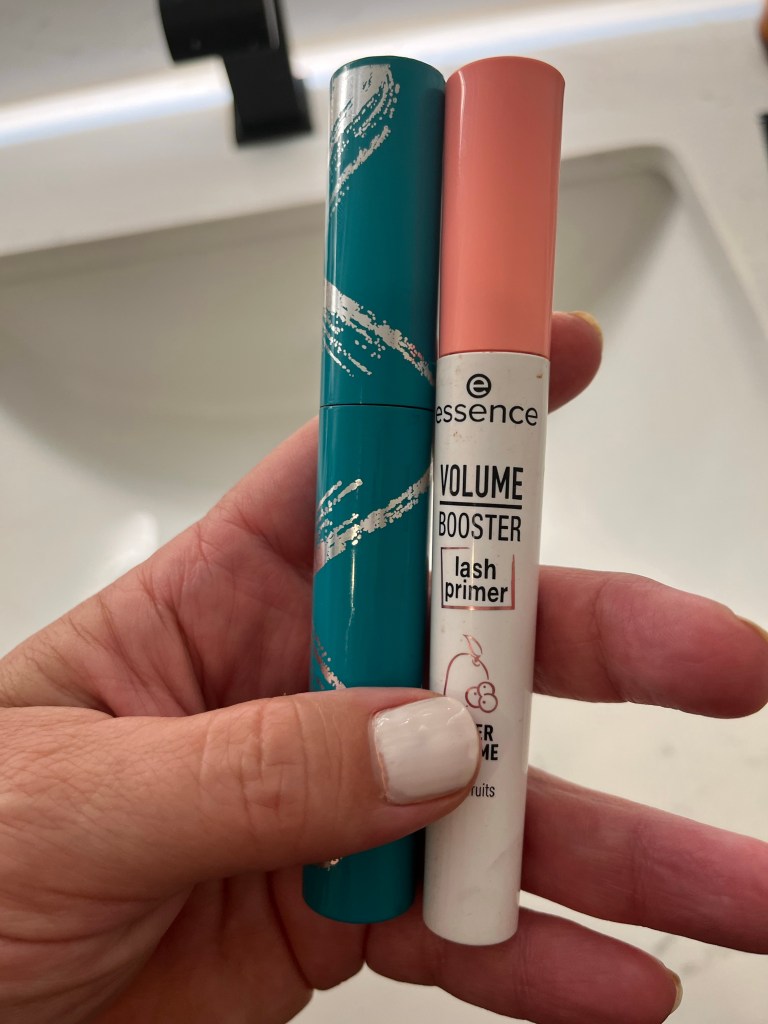 e
essence
VOLUME
BOOSTER
lash
primer